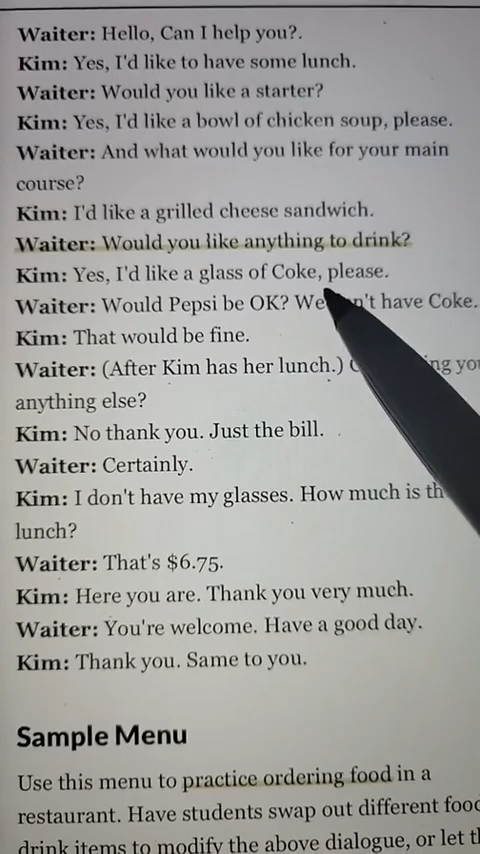 Waiter: Hello, Can I help you?.
Kim: Yes, I'd like to have some lunch.
Waiter: Would you like a starter?
Kim: Yes, I'd like a bowl of chicken soup, please.
Waiter: And what would you like for your main
course?
Kim: I'd like a grilled cheese sandwich.
Waiter: Would you like anything to drink?
Kim: Yes, I'd like a glass of Coke, please.
Waiter: Would Pepsi be OK? We have Coke.
Kim: That would be fine.
Waiter: (After Kim has her lunch.)
anything else?
Kim: No thank you. Just the bill.
Waiter: Certainly.
Kim: I don't have my glasses. How much is
lunch?
Waiter: That's $6.75.
Kim: Here you are. Thank you very much.
Waiter: You're welcome. Have a good day.
Kim: Thank you. Same to you.
Sample Menu
Use this menu to practice ordering food in a
restaurant. Have students swap out different
drink items to modify the above dialogue, or let